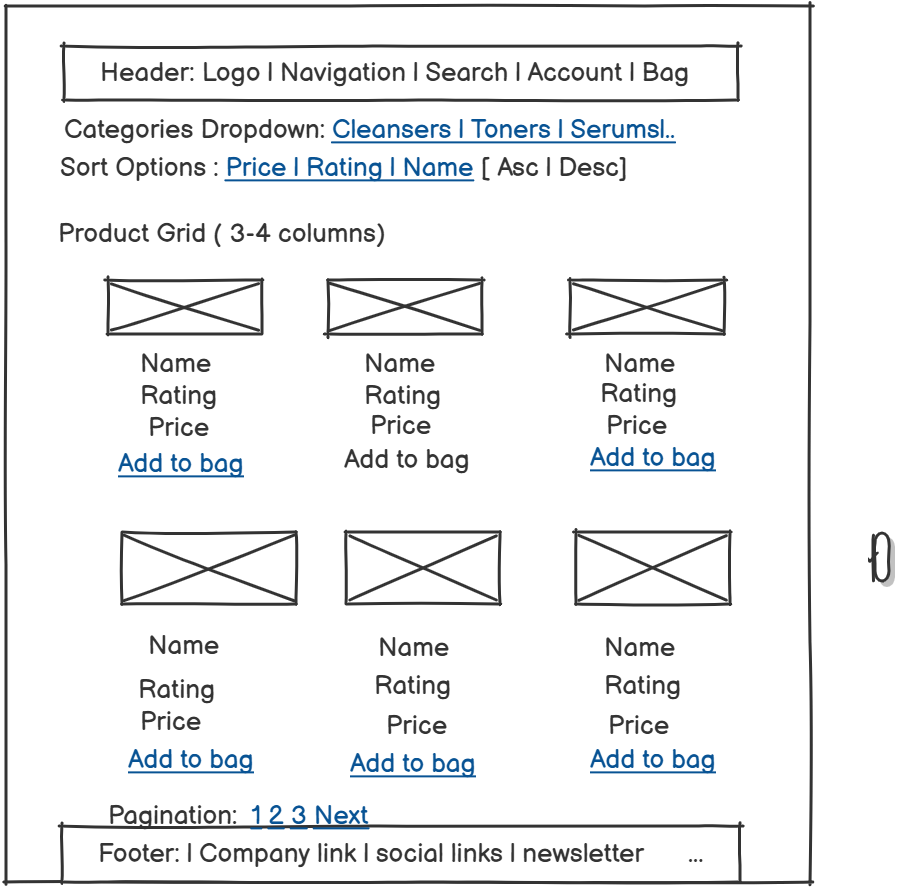 Header: Logo | Navigation | Search | Account | Bag
Categories Dropdown: Cleansers | Toners | Serums|..
Sort Options : Price | Rating | Name [ Asc | Desc]
Product Grid ( 3-4 columns)
Name Name Name
Rating Rating Rating
Price Price Price
Add to bag Add to bag Add to bag
Name Name Name
Rating Rating Rating
Price Price Price
Add to bag Add to bag Add to bag
Pagination: 1 2 3 Next
Footer: | Company link | social links | newsletter ...